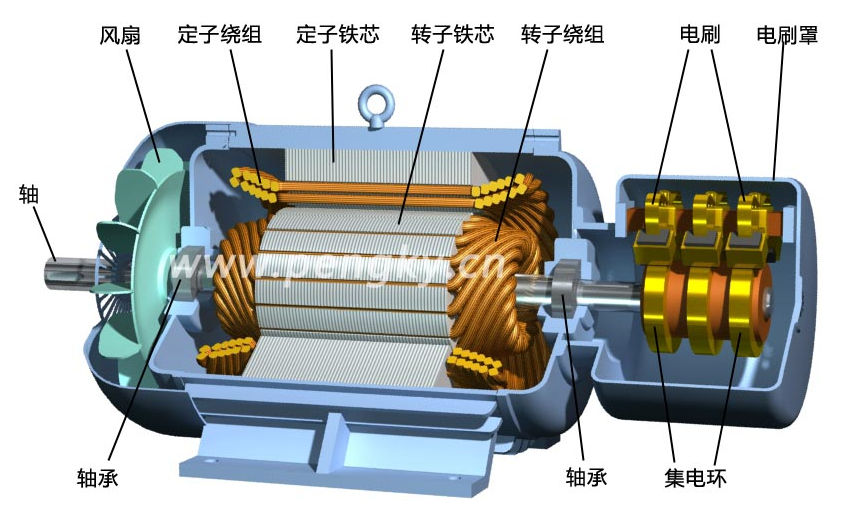 风扇
定子绕组
定子铁芯
转子铁芯
转子绕组
电刷
电刷罩
轴
www.pengky.cn
轴承
轴承
集电环